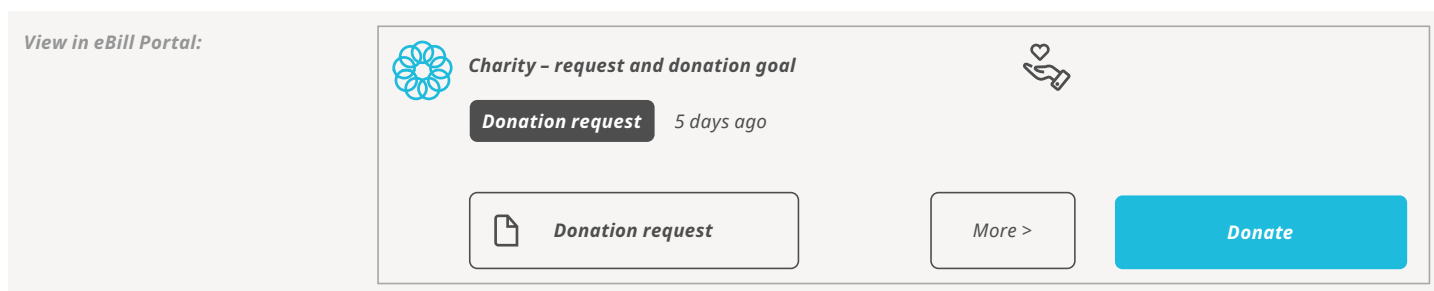 View in eBill Portal:
Charity – request and donation goal
Donation request 5 days ago
Donation request
More >
Donate